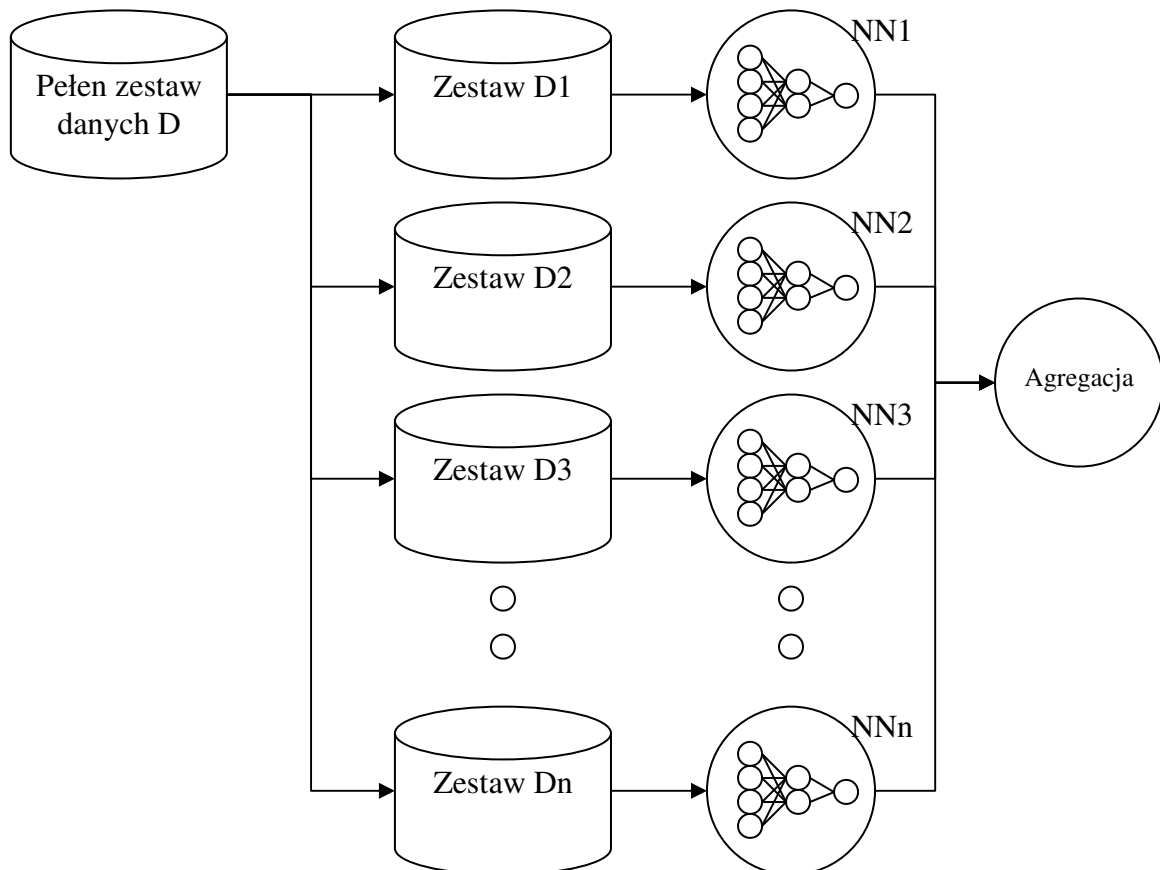 Pełen zestaw
danych D
Zestaw D1
NN1
Zestaw D2
NN2
Zestaw D3
NN3
Zestaw Dn
NNn
Agregacja